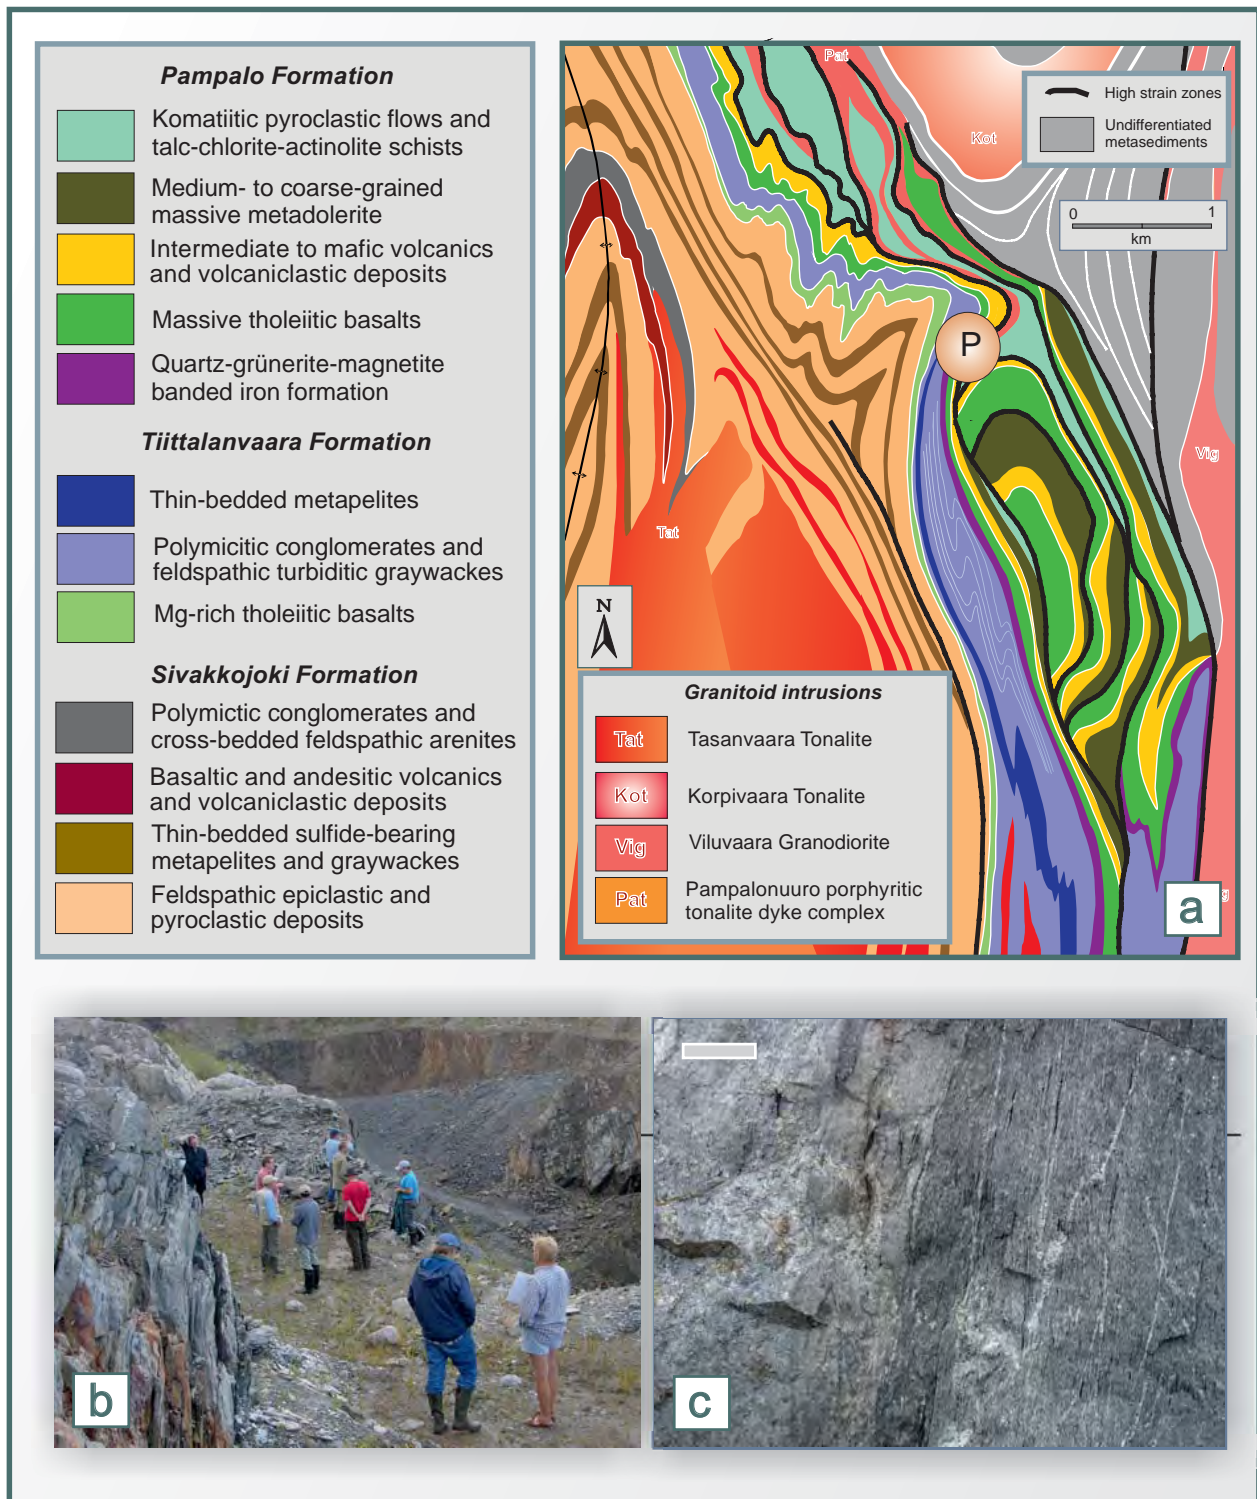 Pampalo Formation
Komatiitic pyroclastic flows and
talc-chlorite-actinolite schists
Medium- to coarse-grained
massive metadolerite
Intermediate to mafic volcanics
and volcaniclastic deposits
Massive tholeiitic basalts
Quartz-grünerite-magnetite
banded iron formation
Tiittalanvaara Formation
Thin-bedded metapelites
Polymicitic conglomerates and
feldspathic turbiditic graywackes
Mg-rich tholeiitic basalts
Sivakkojoki Formation
Polymictic conglomerates and
cross-bedded feldspathic arenites
Basaltic and andesitic volcanics
and volcaniclastic deposits
Thin-bedded sulfide-bearing
metapelites and graywackes
Feldspathic epiclastic and
pyroclastic deposits
Pat
Kot
High strain zones
Undifferentiated
metasediments
0 1
km
P
Vig
Tat
N
Granitoid intrusions
Tat Tasanvaara Tonalite
Kot Korpivaara Tonalite
Vig Viluvaara Granodiorite
Pat Pampalonuuro porphyritic
tonalite dyke complex
a
b
c